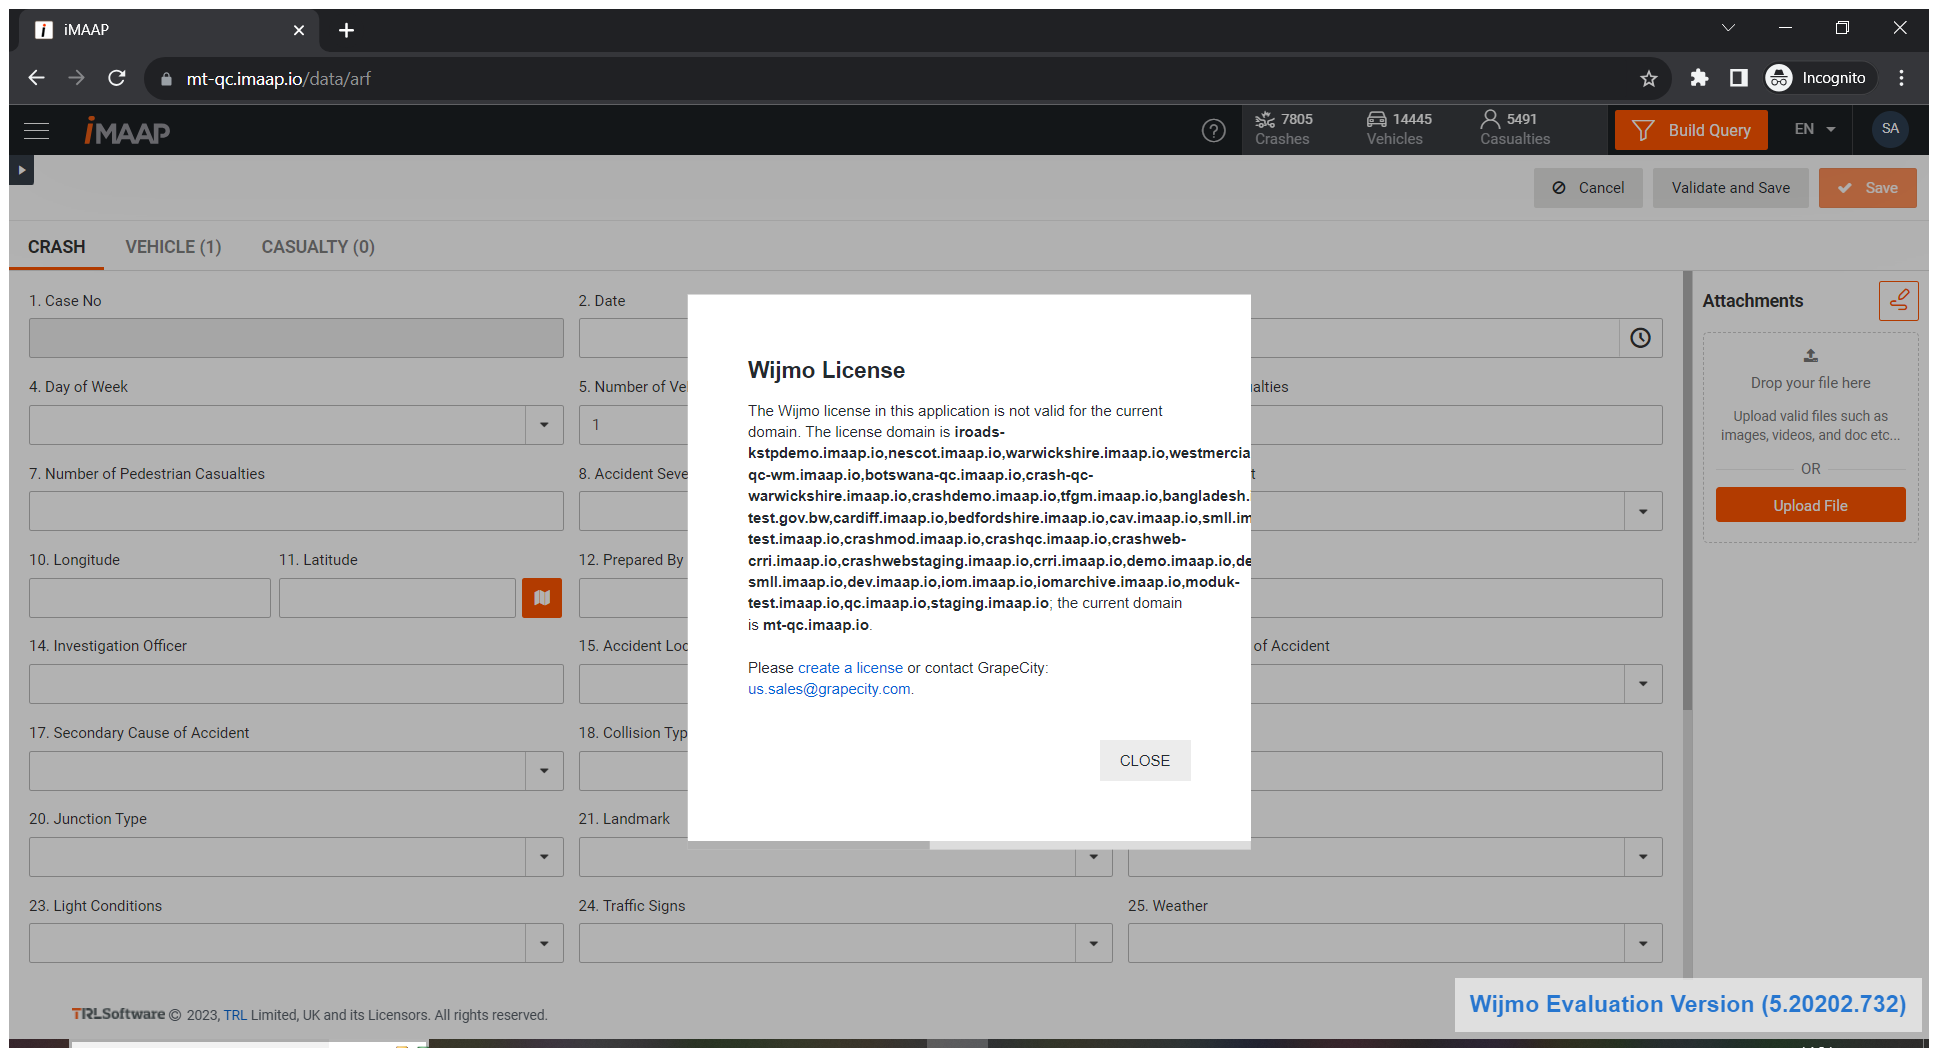 iMAAP
mt-qc.imaap.io/data/arf
Incognito
iMAAP
7805
Crashes
14445
Vehicles
5491
Casualties
Build Query
EN
SA
Cancel
Validate and Save
Save
CRASH
VEHICLE (1)
CASUALTY (0)
1. Case No
2. Date
4. Day of Week
5. Number of Ve
alties
1
7. Number of Pedestrian Casualties
8. Accident Seve
10. Longitude
11. Latitude
12. Prepared By
14. Investigation Officer
15. Accident Loc
of Accident
17. Secondary Cause of Accident
18. Collision Typ
20. Junction Type
21. Landmark
23. Light Conditions
24. Traffic Signs
25. Weather
Attachments
Drop your file here
Upload valid files such as
images, videos, and doc etc...
OR
Upload File
Wijmo License
The Wijmo license in this application is not valid for the current
domain. The license domain is iroads-
kstpdemo.imaap.io,nescot.imaap.io,warwickshire.imaap.io,westmercia
qc-wm.imaap.io,botswana-qc.imaap.io,crash-qc-
warwickshire.imaap.io,crashdemo.imaap.io,tfgm.imaap.io,bangladesh.
test.gov.bw,cardiff.imaap.io,bedfordshire.imaap.io,cav.imaap.io,smll.im
test.imaap.io,crashmod.imaap.io,crashqc.imaap.io,crashweb-
crri.imaap.io,crashwebstaging.imaap.io,crri.imaap.io,demo.imaap.io,de
smll.imaap.io,dev.imaap.io,iom.imaap.io,iomarchive.imaap.io,moduk-
test.imaap.io,qc.imaap.io,staging.imaap.io; the current domain
is mt-qc.imaap.io.
Please create a license or contact GrapeCity:
us.sales@grapecity.com.
CLOSE
TRLSoftware © 2023, TRL Limited, UK and its Licensors. All rights reserved.
Wijmo Evaluation Version (5.20202.732)